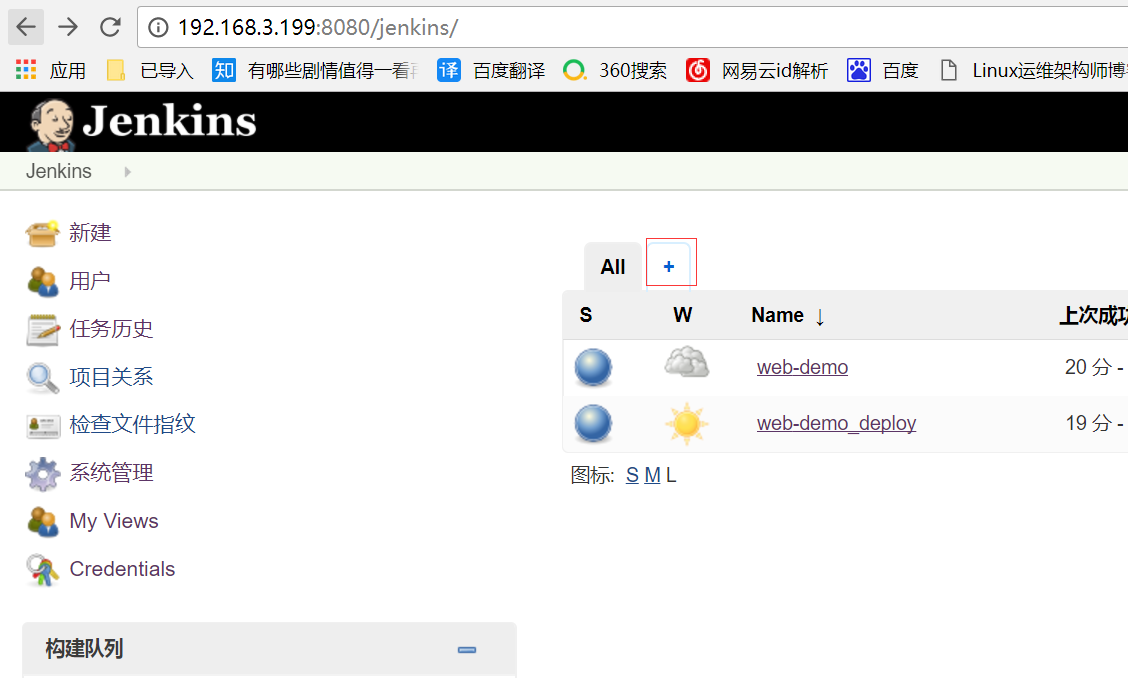 192.168.3.199:8080/jenkins/
应用 已导入 知 有哪些剧情值得一看 译 百度翻译 360搜索 网易云id解析 百度 Linux运维架构师博
Jenkins
Jenkins
新建
用户
任务历史
项目关系
检查文件指纹
系统管理
My Views
Credentials
构建队列
All +
S W Name ↓ 上次成功
web-demo 20 分 -
web-demo_deploy 19 分 -
图标: S M L